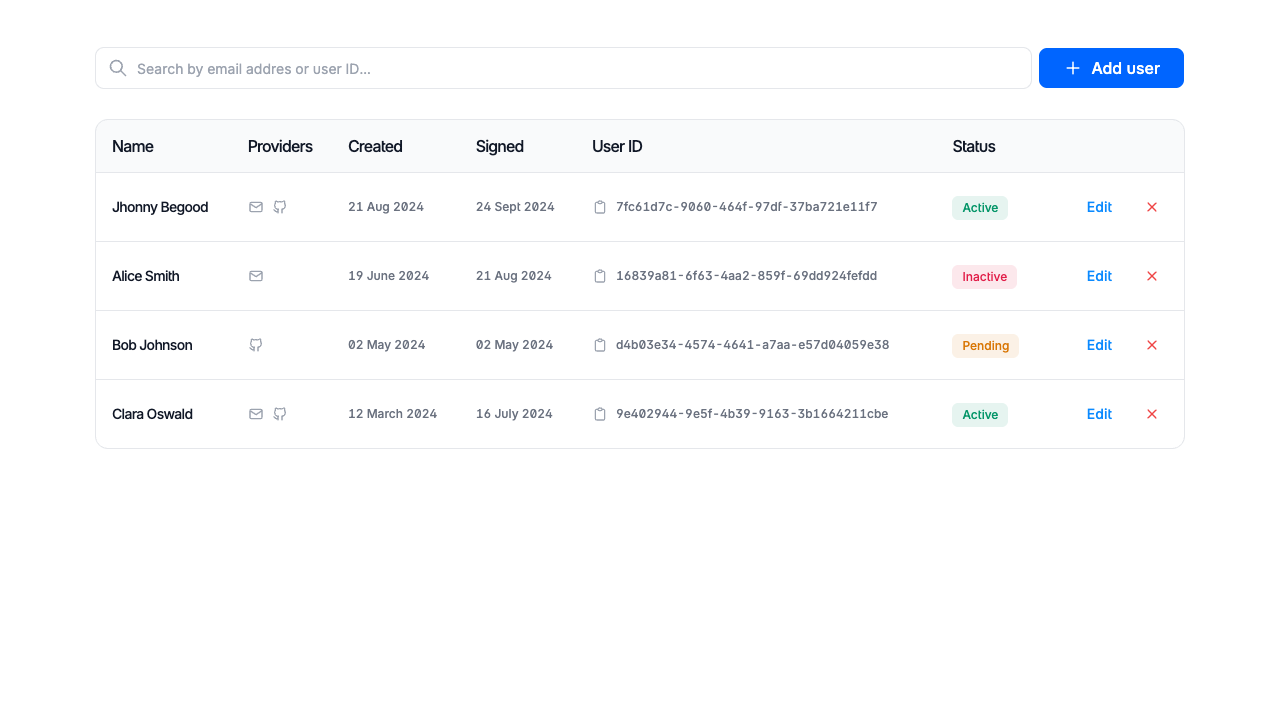 Search by email addres or user ID...
Add user
Name Providers Created Signed User ID Status
Jhonny Begood 21 Aug 2024 24 Sept 2024 7fc61d7c-9060-464f-97df-37ba721e11f7 Active Edit
Alice Smith 19 June 2024 21 Aug 2024 16839a81-6f63-4aa2-859f-69dd924fefdd Inactive Edit
Bob Johnson 02 May 2024 02 May 2024 d4b03e34-4574-4641-a7aa-e57d04059e38 Pending Edit
Clara Oswald 12 March 2024 16 July 2024 9e402944-9e5f-4b39-9163-3b1664211cbe Active Edit